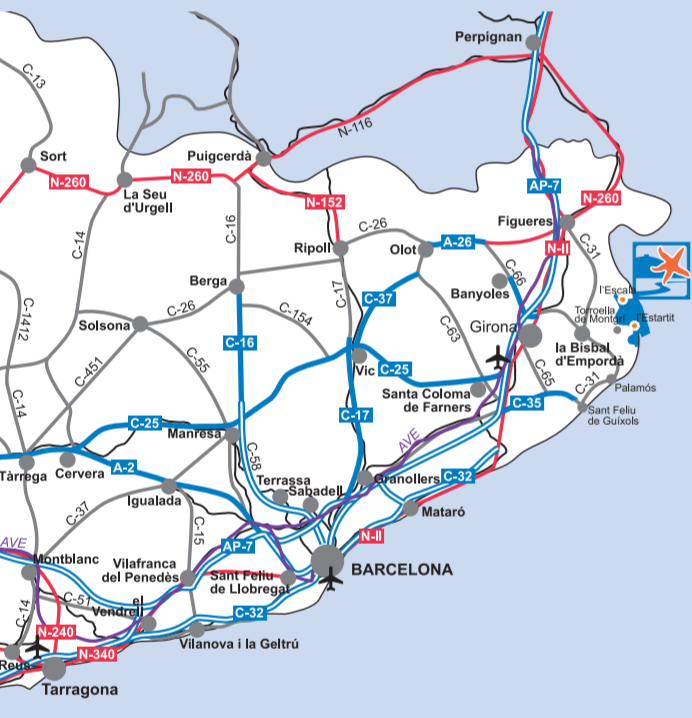 Perpignan
C-13
N-116
Sort
Puigcerdà
N-260
N-260
La Seu
d'Urgell
AP-7
N-260
N-152
Figueres
C-16
C-14
C-26
Ripoll
Olot
A-26
N-II
C-31
C-66
Berga
C-17
C-37
Banyoles
l'Escala
C-1412
C-26
C-154
Torroella
de Montgrí
l'Estartit
Solsona
C-63
Girona
C-16
la Bisbal
d'Empordà
C-451
C-55
Vic
C-25
C-65
C-31
Palamós
C-14
Santa Coloma
de Farners
C-35
C-17
Sant Feliu
de Guíxols
C-25
Manresa
AVE
C-58
Tàrrega
Cervera
A-2
Terrassa
Granollers
C-32
Sabadell
Igualada
Mataró
C-37
C-15
N-II
AVE
AP-7
Montblanc
Vilafranca
del Penedès
BARCELONA
Sant Feliu
de Llobregat
C-51
el
Vendrell
C-32
C-14
N-240
Vilanova i la Geltrú
N-340
Reus
Tarragona